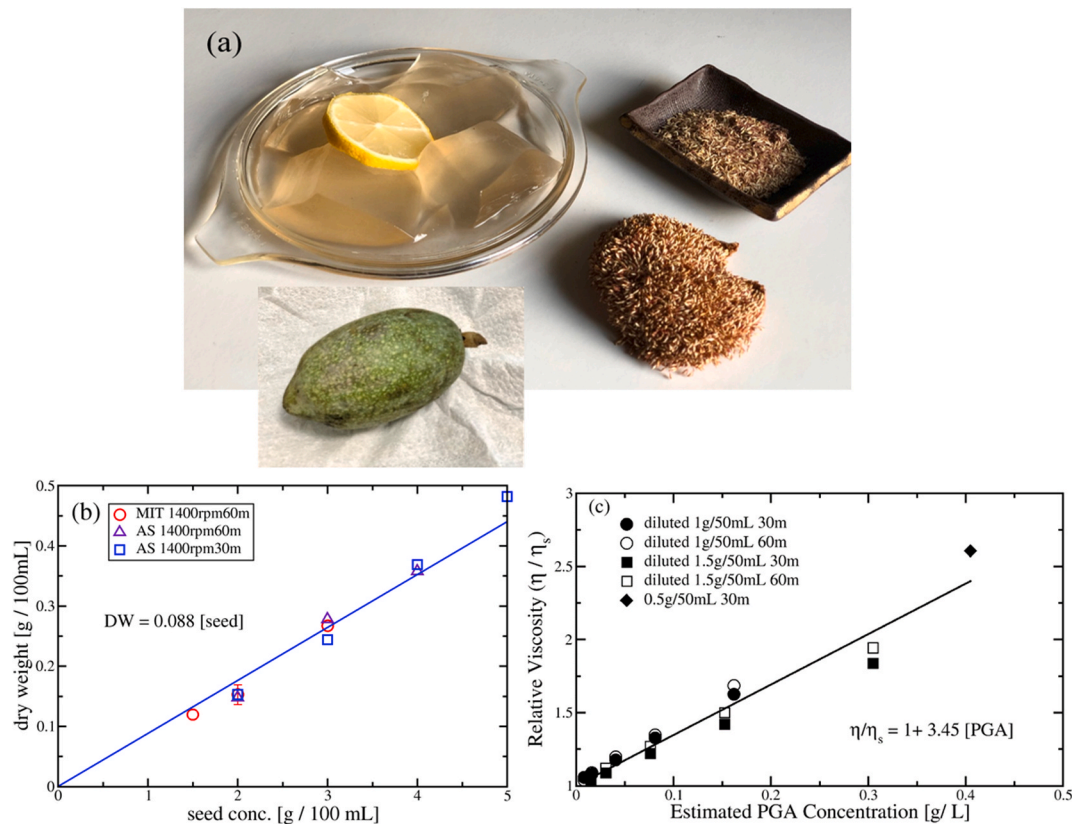 (a)
(b)
MIT 1400rpm60m
AS 1400rpm60m
AS 1400rpm30m
DW = 0.088 [seed]
dry weight [g / 100mL]
0.5
0.4
0.3
0.2
0.1
0
0 1 2 3 4 5
seed conc. [g / 100 mL]
(c)
diluted 1g/50mL 30m
diluted 1g/50mL 60m
diluted 1.5g/50mL 30m
diluted 1.5g/50mL 60m
0.5g/50mL 30m
η/ηs = 1+ 3.45 [PGA]
Relative Viscosity (η / ηs)
3
2.5
2
1.5
1
0 0.1 0.2 0.3 0.4 0.5
Estimated PGA Concentration [g/ L]